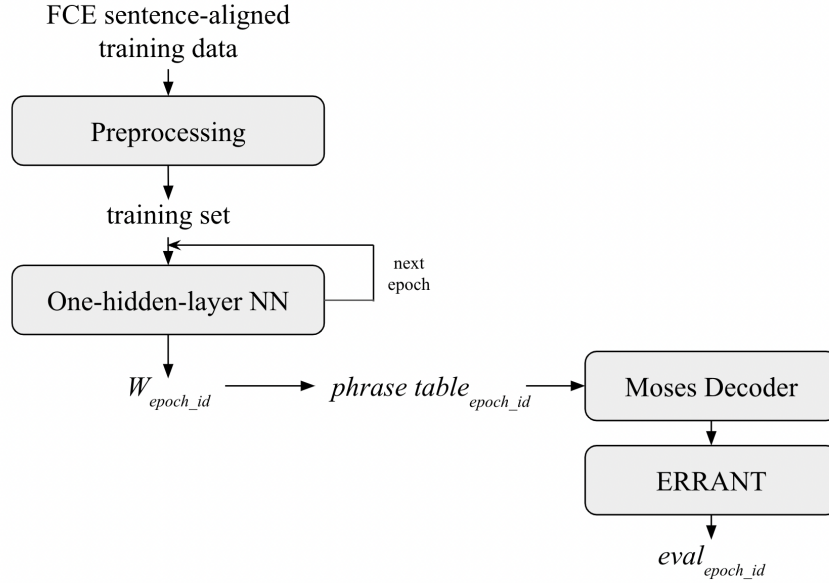 FCE sentence-aligned
training data
Preprocessing
training set
next
epoch
One-hidden-layer NN
W_epoch_id
phrase table_epoch_id
Moses Decoder
ERRANT
eval_epoch_id